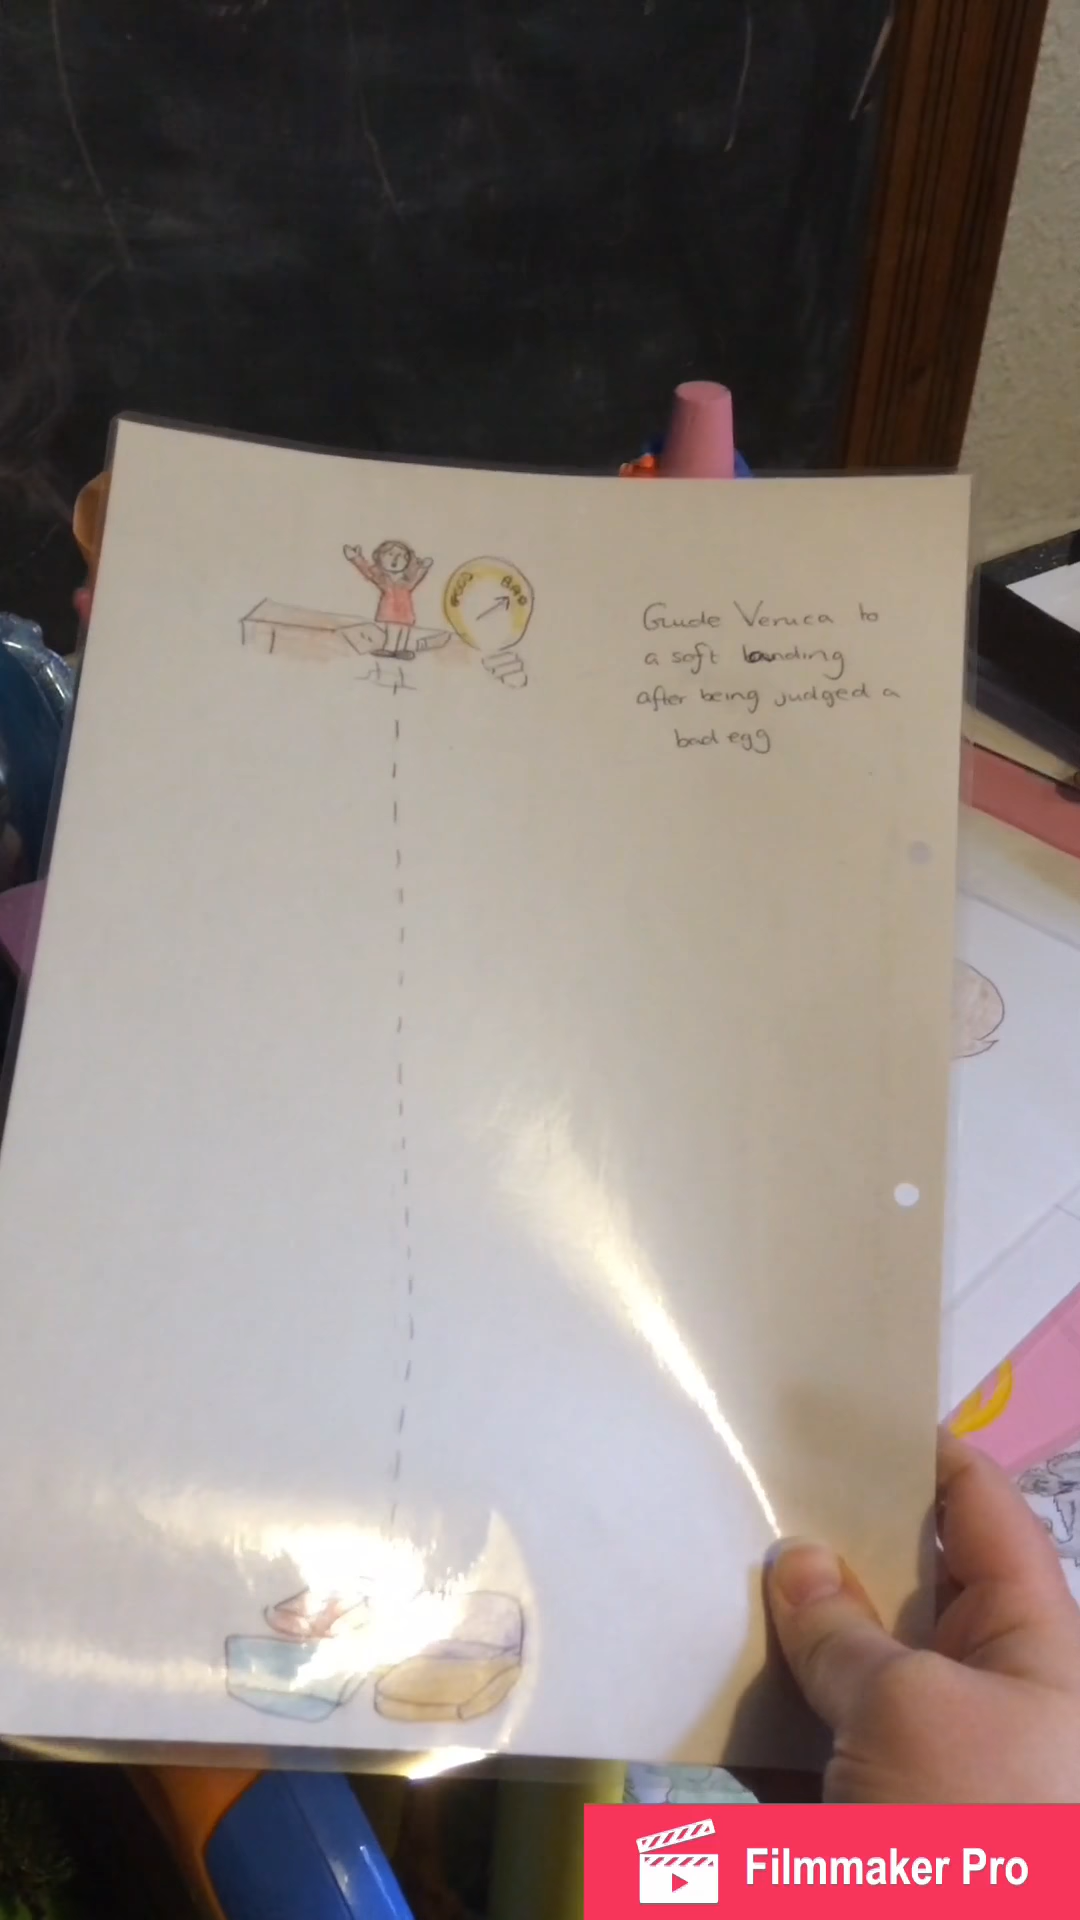 GOOD BAD
Guide Veruca to
a soft landing
after being judged a
bad egg
Filmmaker Pro